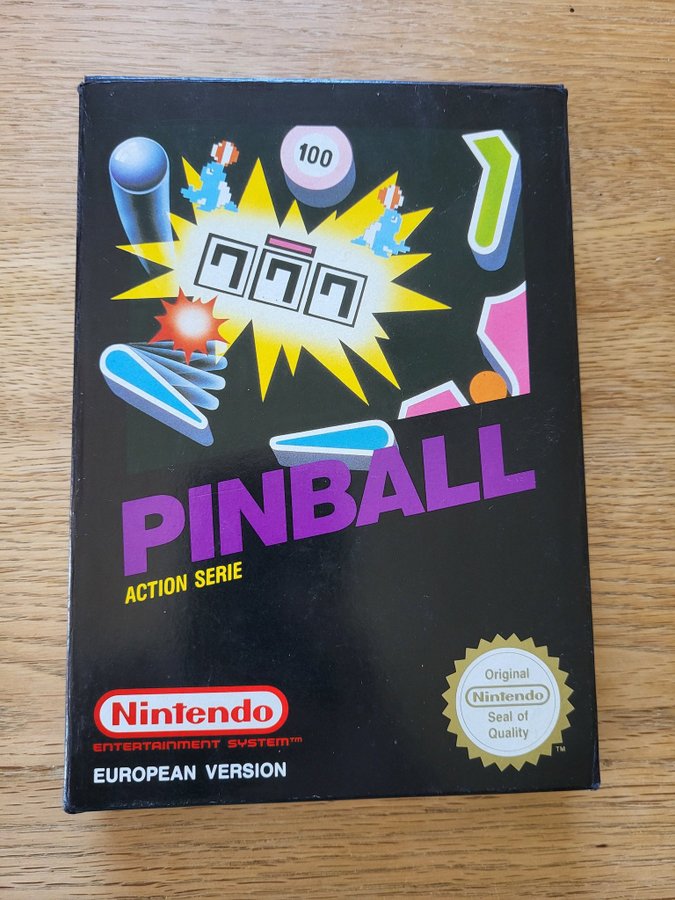 100
777
PINBALL
ACTION SERIE
Nintendo
ENTERTAINMENT SYSTEM™
EUROPEAN VERSION
Original
Nintendo
Seal of
Quality
TM